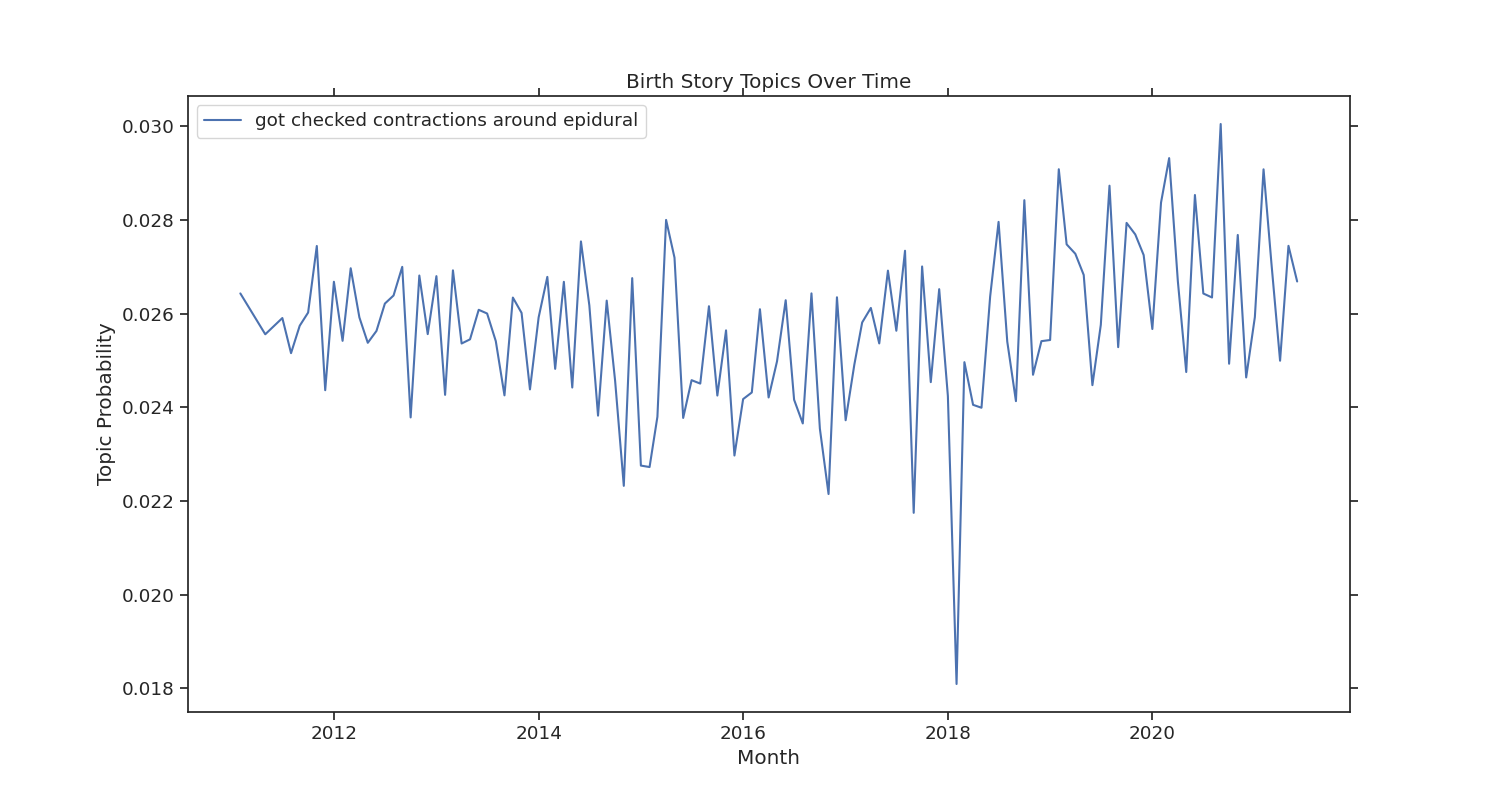 Birth Story Topics Over Time
got checked contractions around epidural
0.030
0.028
0.026
0.024
0.022
0.020
0.018
Topic Probability
2012 2014 2016 2018 2020
Month